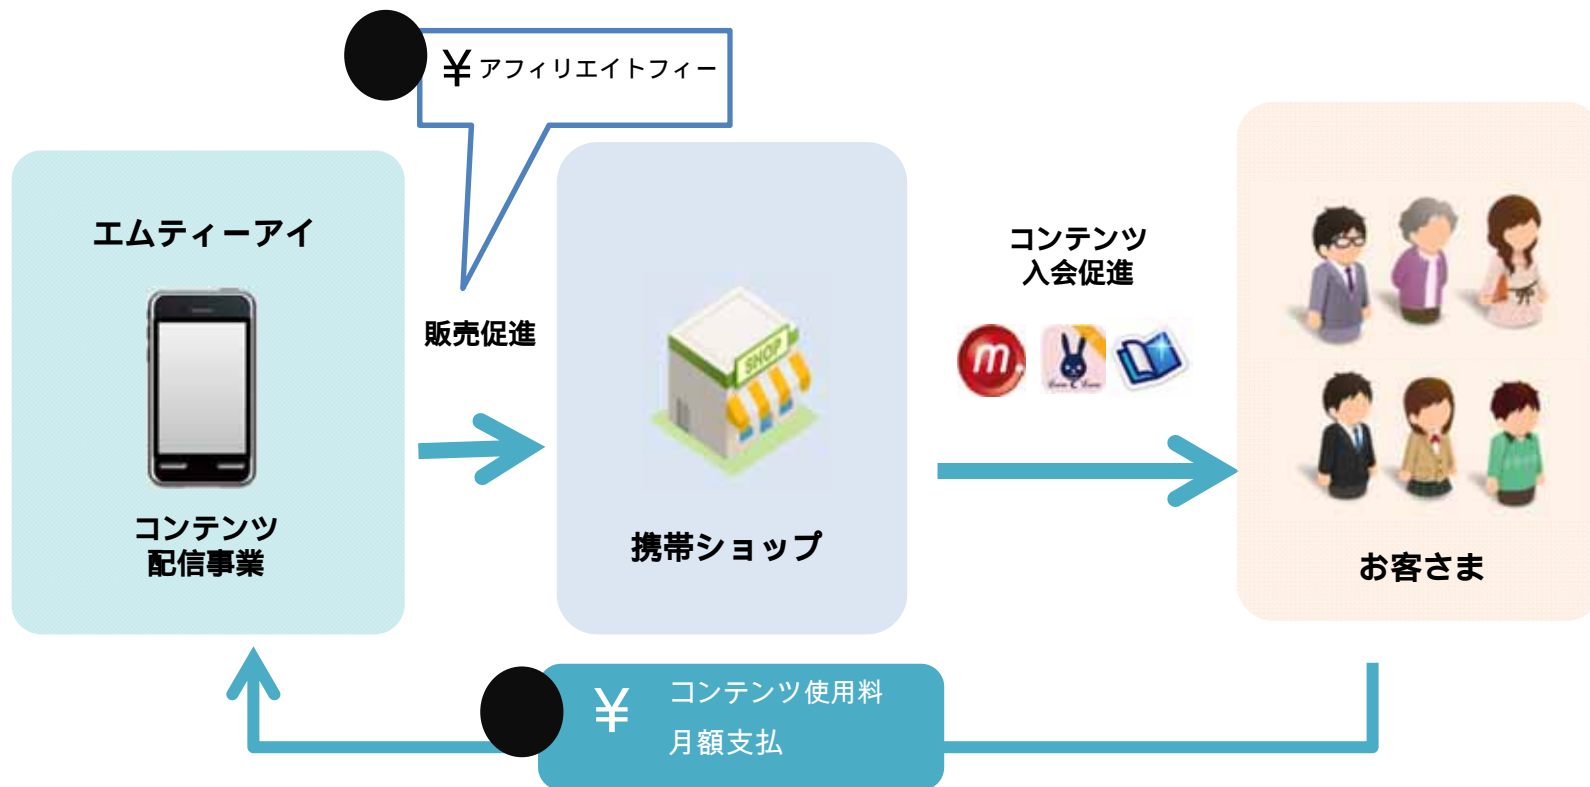 ¥ アフィリエイトフィー
エムティーアイ
コンテンツ
配信事業
販売促進
SHOP
携帯ショップ
コンテンツ
入会促進
m
お客さま
¥ コンテンツ使用料
月額支払